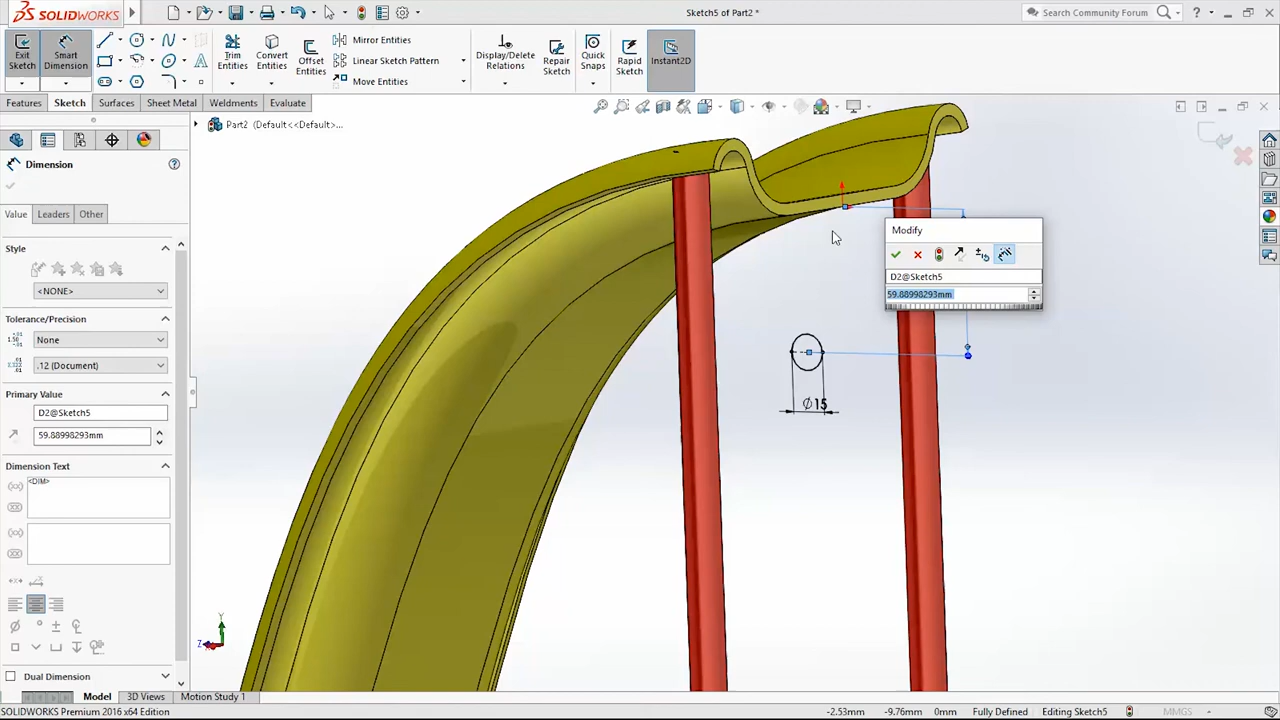 SOLIDWORKS
Sketch5 of Part2 *
Search Community Forum
Exit Sketch
Smart Dimension
Trim Entities
Convert Entities
Offset Entities
Mirror Entities
Linear Sketch Pattern
Move Entities
Display/Delete Relations
Repair Sketch
Quick Snaps
Rapid Sketch
Instant2D
Features
Sketch
Surfaces
Sheet Metal
Weldments
Evaluate
Part2 (Default<<Default>...
Dimension
Value
Leaders
Other
Style
<NONE>
Tolerance/Precision
None
.12 (Document)
Primary Value
D2@Sketch5
59.88998293mm
Dimension Text
<DIM>
Dual Dimension
Modify
D2@Sketch5
59.88998293mm
∅15
Y
Z
Model
3D Views
Motion Study 1
SOLIDWORKS Premium 2016 x64 Edition
-2.53mm
-9.76mm
0mm
Fully Defined
Editing Sketch5
MMGS